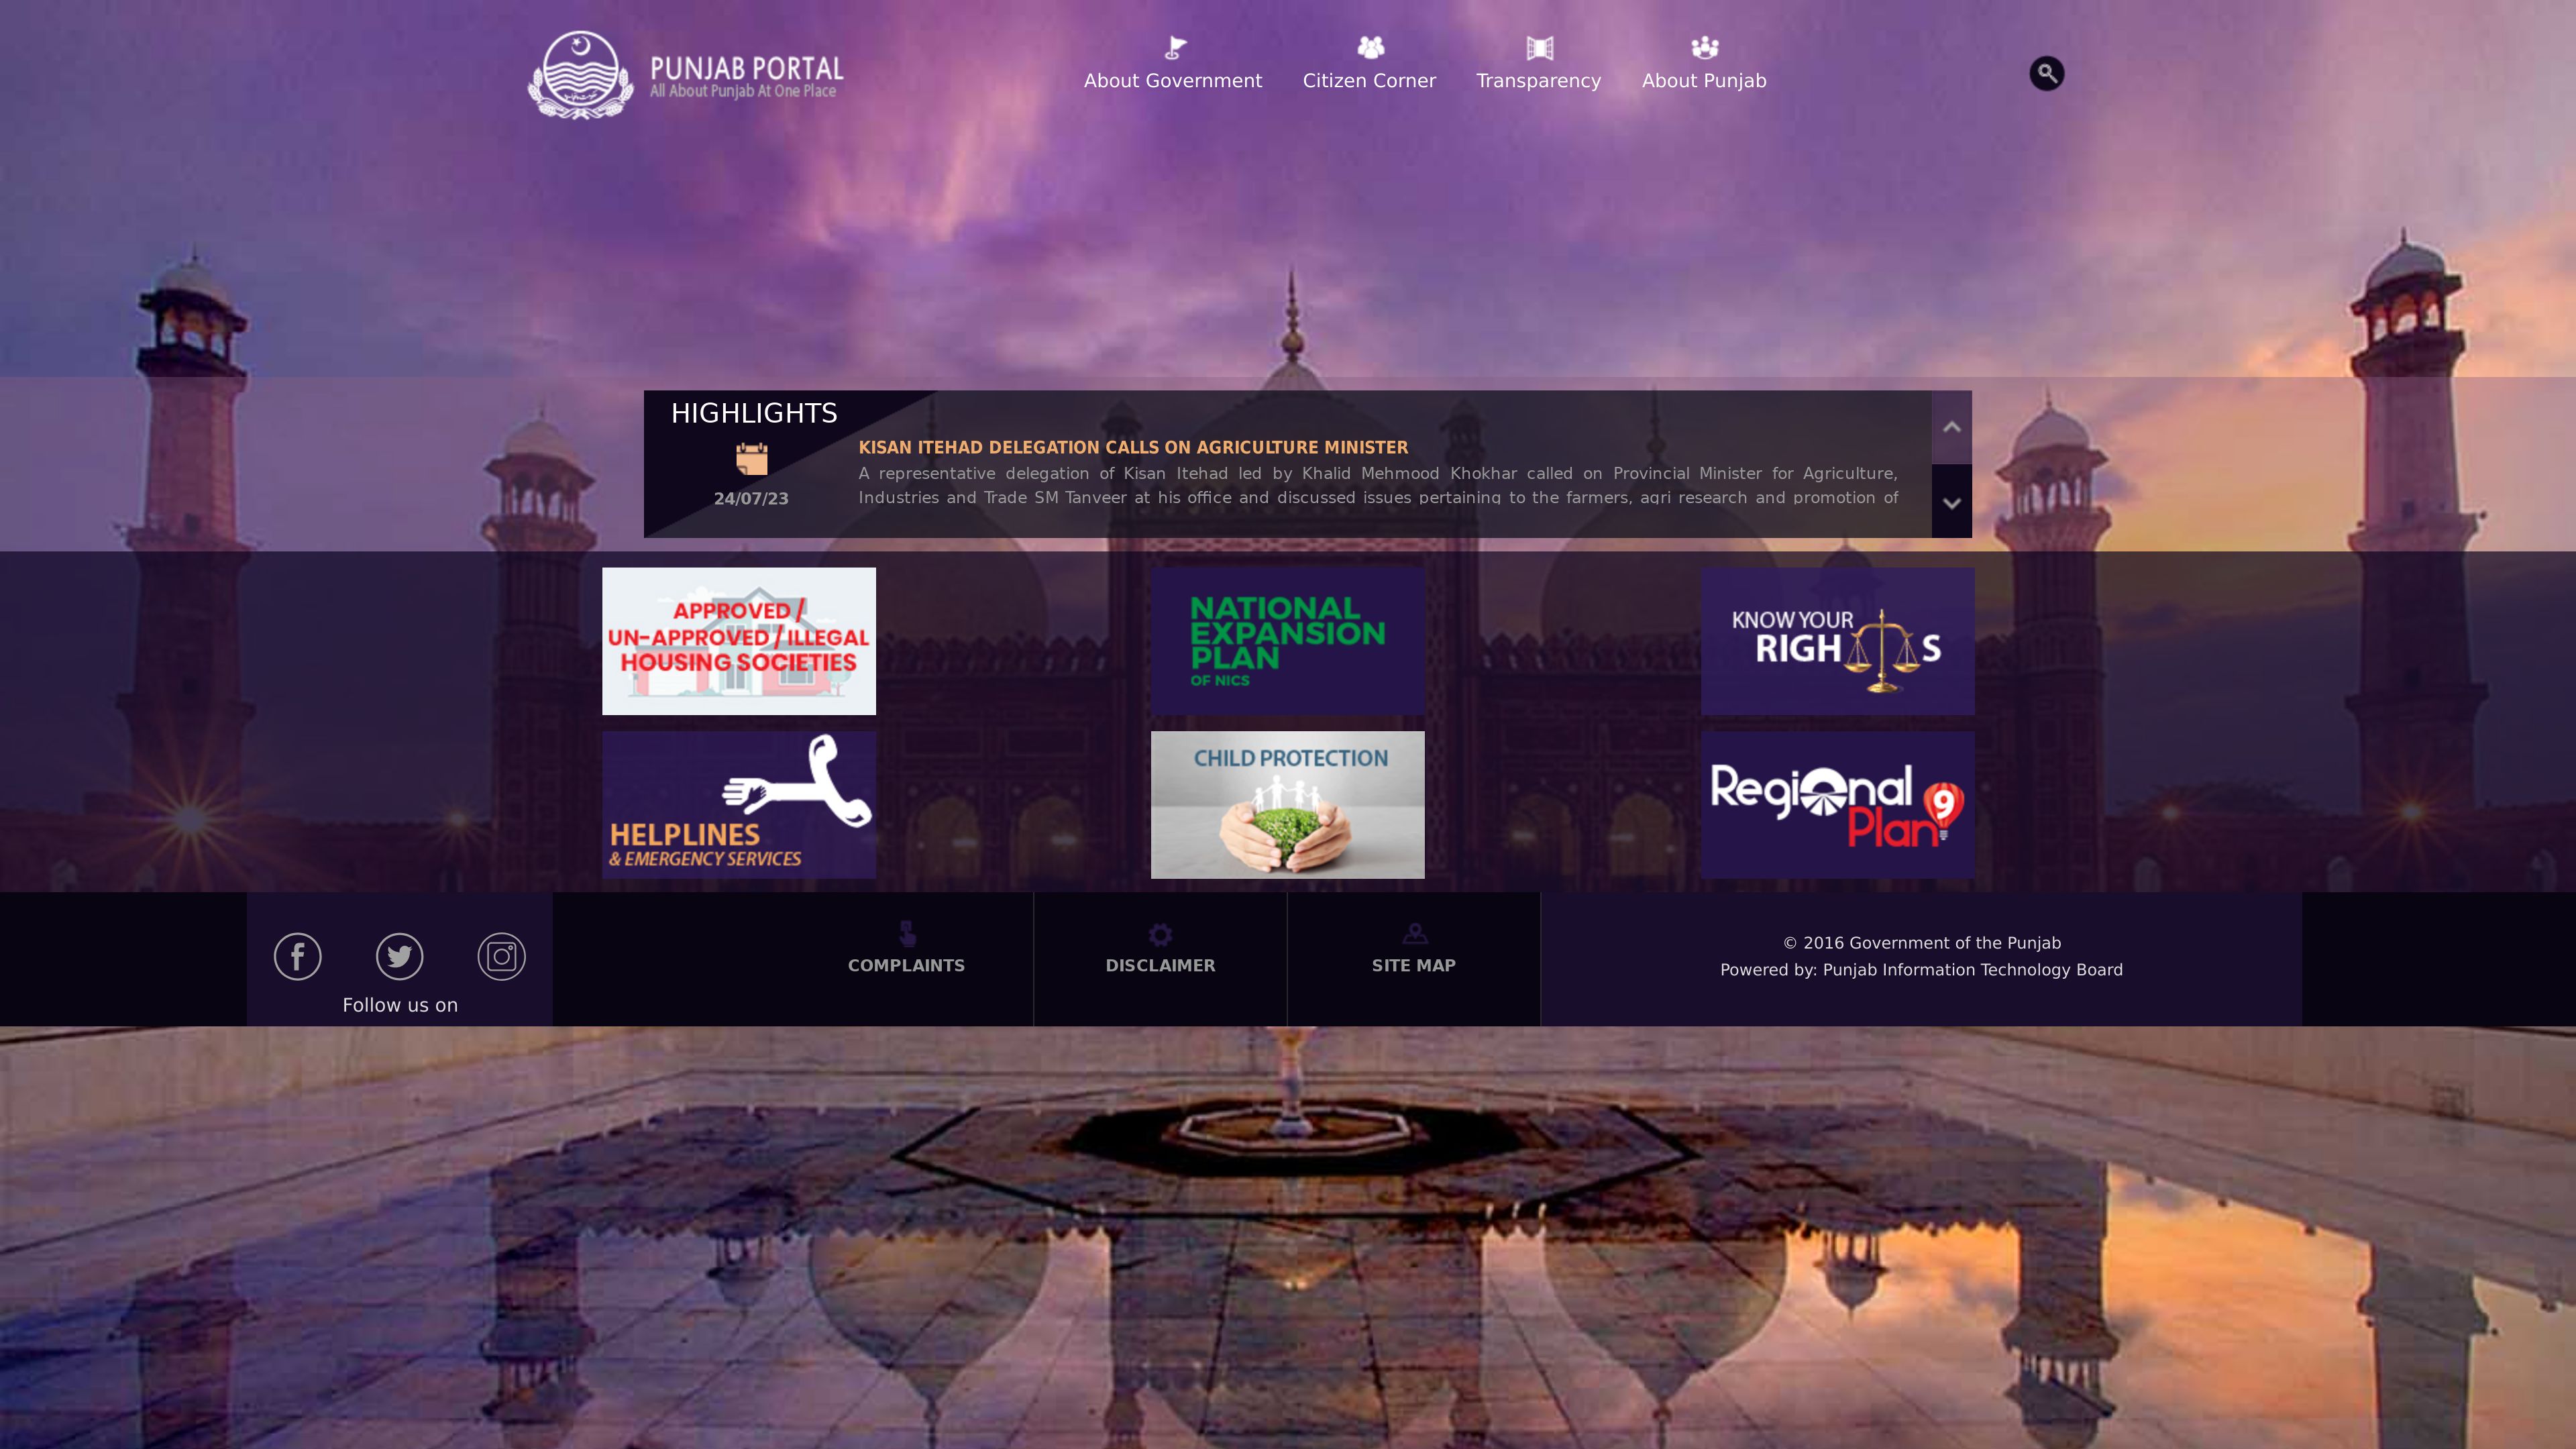 PUNJAB PORTAL
All About Punjab At One Place
About Government
Citizen Corner
Transparency
About Punjab
HIGHLIGHTS
24/07/23
KISAN ITEHAD DELEGATION CALLS ON AGRICULTURE MINISTER
A representative delegation of Kisan Itehad led by Khalid Mehmood Khokhar called on Provincial Minister for Agriculture,
Industries and Trade SM Tanveer at his office and discussed issues pertaining to the farmers, agri research and promotion of
APPROVED /
UN-APPROVED / ILLEGAL
HOUSING SOCIETIES
NATIONAL
EXPANSION
PLAN
OF NICS
KNOW YOUR
RIGHTS
HELPLINES
& EMERGENCY SERVICES
CHILD PROTECTION
Regional
Plan9
Follow us on
COMPLAINTS
DISCLAIMER
SITE MAP
© 2016 Government of the Punjab
Powered by: Punjab Information Technology Board